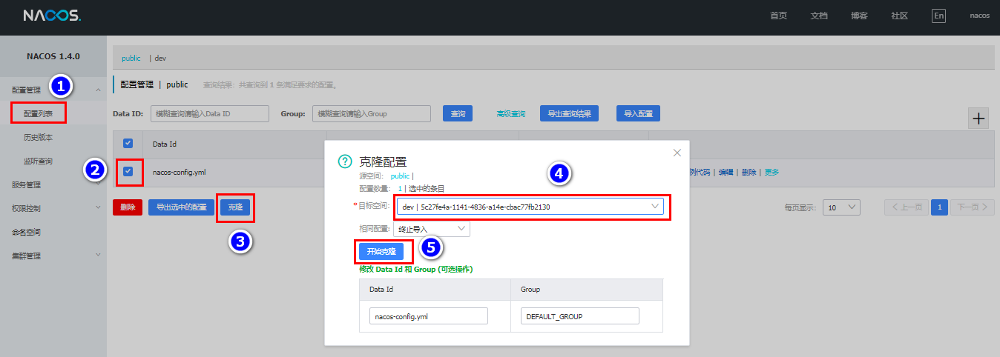 NACOS.
首页 文档 博客 社区 En nacos
NACOS 1.4.0
public | dev
配置管理
1
配置列表
历史版本
监听查询
服务管理
权限控制
命名空间
集群管理
配置管理 | public 查询结果：共查询到 1 条满足要求的配置。
Data ID: 模糊查询请输入Data ID Group: 模糊查询请输入Group 查询 高级查询 导出查询结果 导入配置
Data Id
2
nacos-config.yml
例代码 | 编辑 | 删除 | 更多
删除 导出选中的配置 克隆
3
每页显示: 10 上一页 1 下一页
克隆配置
源空间: public |
4
配置数量: 1 | 选中的条目
*目标空间: dev | 5c27fe4a-1141-4836-a14e-cbac77fb2130
相同配置: 终止导入
开始克隆
5
修改 Data Id 和 Group (可选操作)
Data Id Group
nacos-config.yml DEFAULT_GROUP